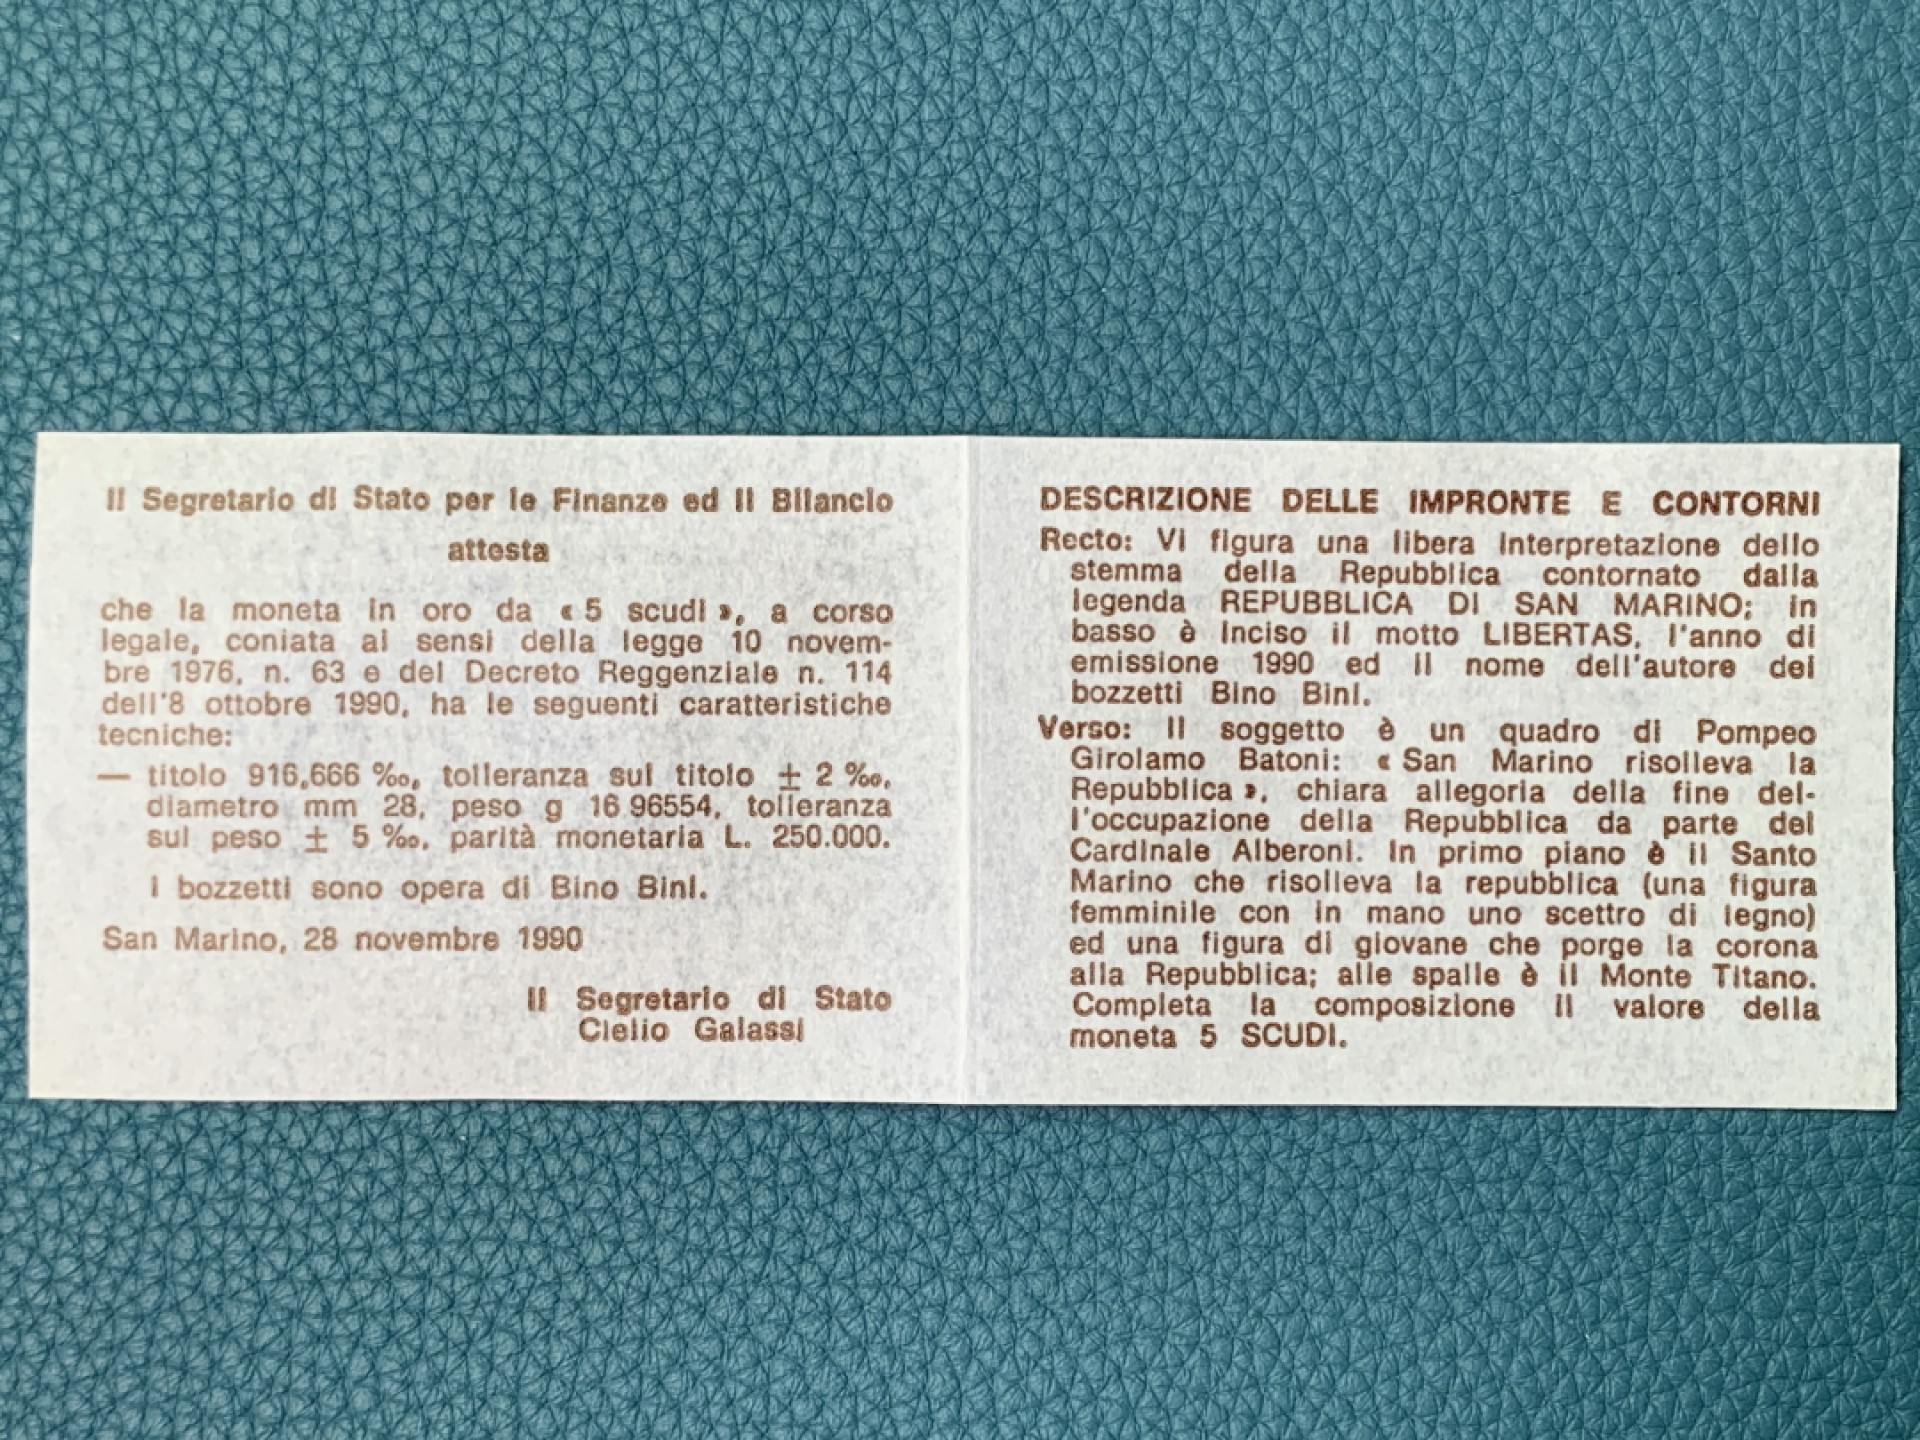 Il Segretario di Stato per le Finanze ed il Bilancio
attesta
che la moneta in oro da « 5 scudi », a corso
legale, coniata ai sensi della legge 10 novem-
bre 1976, n. 63 e del Decreto Reggenziale n. 114
dell'8 ottobre 1990, ha le seguenti caratteristiche
tecniche:
— titolo 916,666 ‰, tolleranza sul titolo ± 2 ‰,
diametro mm 28, peso g 16 96554, tolleranza
sul peso ± 5 ‰, parità monetaria L. 250.000.
I bozzetti sono opera di Bino Bini.
San Marino, 28 novembre 1990
Il Segretario di Stato
Clelio Galassi
DESCRIZIONE DELLE IMPRONTE E CONTORNI
Recto: Vi figura una libera interpretazione dello
stemma della Repubblica contornato dalla
legenda REPUBBLICA DI SAN MARINO; in
basso è inciso il motto LIBERTAS, l'anno di
emissione 1990 ed il nome dell'autore dei
bozzetti Bino Bini.
Verso: Il soggetto è un quadro di Pompeo
Girolamo Batoni: « San Marino risolleva la
Repubblica », chiara allegoria della fine del-
l'occupazione della Repubblica da parte del
Cardinale Alberoni. In primo piano è il Santo
Marino che risolleva la repubblica (una figura
femminile con in mano uno scettro di legno)
ed una figura di giovane che porge la corona
alla Repubblica; alle spalle è il Monte Titano.
Completa la composizione il valore della
moneta 5 SCUDI.